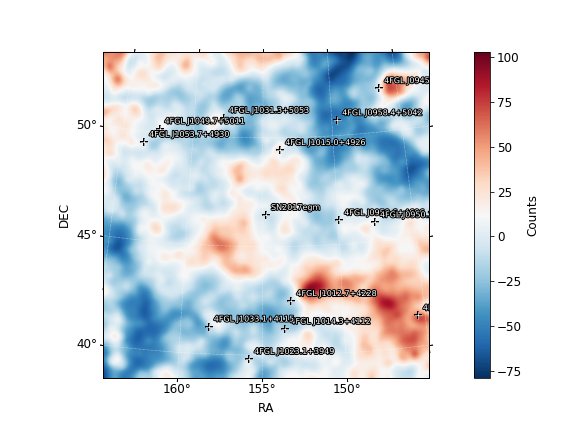 4FGL J0945
4FGL J1031.3+5053
4FGL J0958.4+5042
4FGL J1049.7+5011
4FGL J1053.7+4930
4FGL J1015.0+4926
SN2017egm
4FGL J1012.7+4228
4FGL J1033.1+4115
4FGL J1014.3+4112
4FGL J1023.1+3949
50°
45°
40°
160°
155°
150°
RA
DEC
100
75
50
25
0
−25
−50
−75
Counts